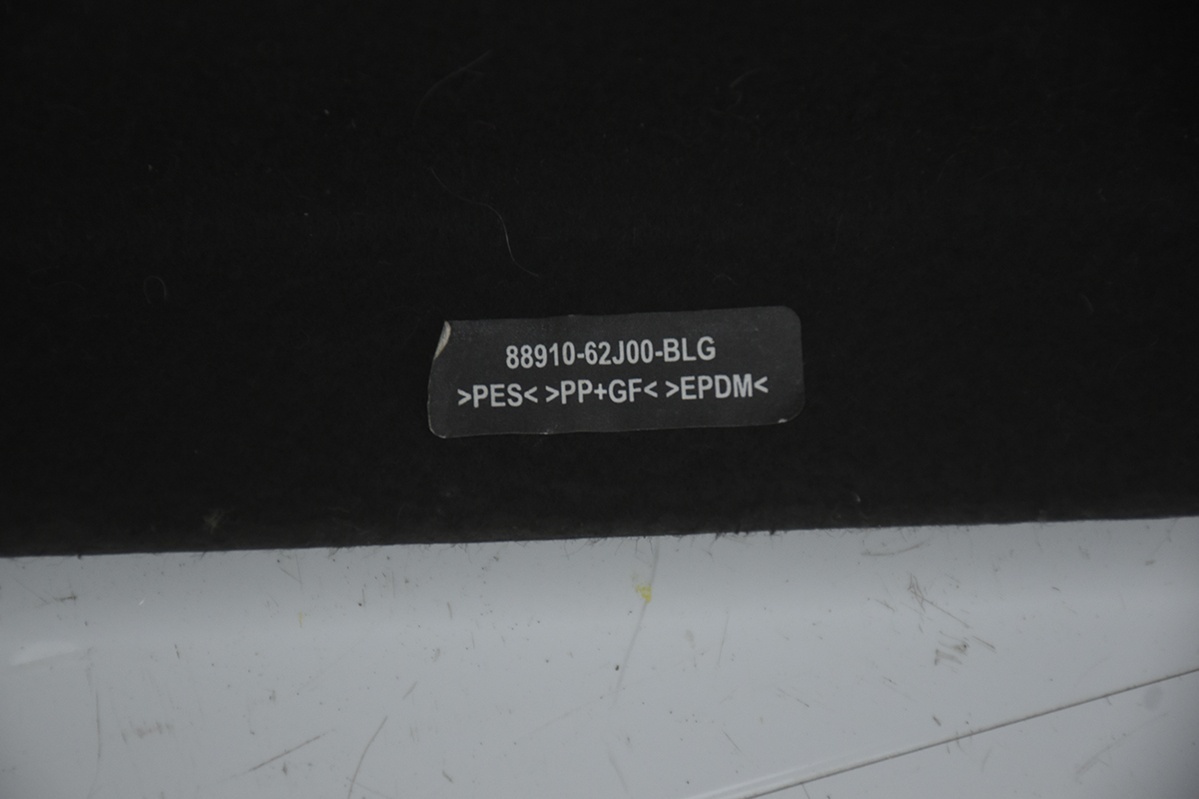 88910-62J00-BLG
>PES< >PP+GF< >EPDM<